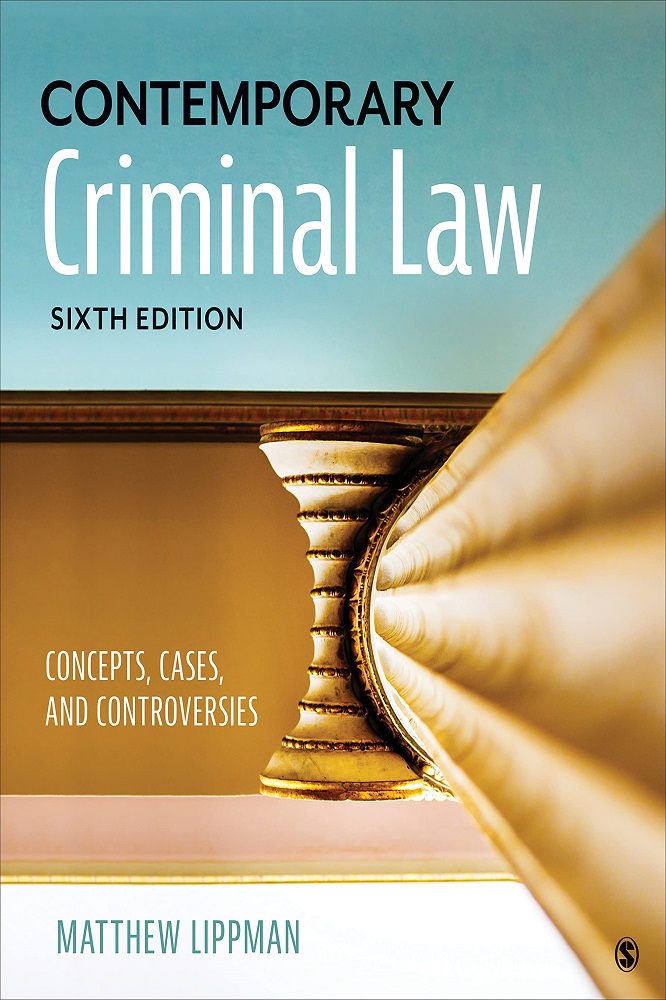 CONTEMPORARY
Criminal Law
SIXTH EDITION
CONCEPTS, CASES,
AND CONTROVERSIES
MATTHEW LIPPMAN
S